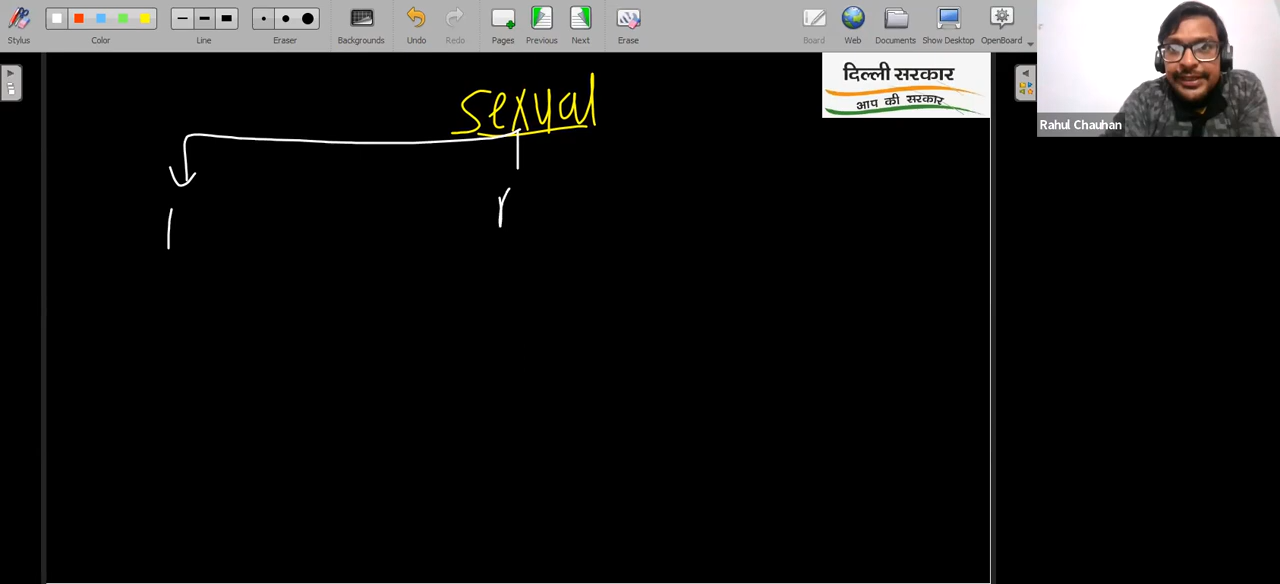 Stylus Color Line Eraser Backgrounds Undo Redo Pages Previous Next Erase Board Web Documents Show Desktop OpenBoard
दिल्ली सरकार
आप की सरकार
Rahul Chauhan
sexual
r